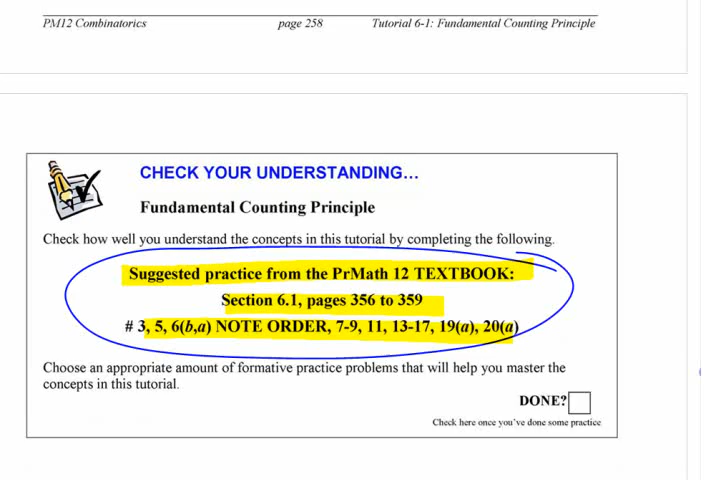 PM12 Combinatorics page 258 Tutorial 6-1: Fundamental Counting Principle
CHECK YOUR UNDERSTANDING…
Fundamental Counting Principle
Check how well you understand the concepts in this tutorial by completing the following.
Suggested practice from the PrMath 12 TEXTBOOK:
Section 6.1, pages 356 to 359
# 3, 5, 6(b,a) NOTE ORDER, 7-9, 11, 13-17, 19(a), 20(a)
Choose an appropriate amount of formative practice problems that will help you master the
concepts in this tutorial.
DONE?
Check here once you've done some practice